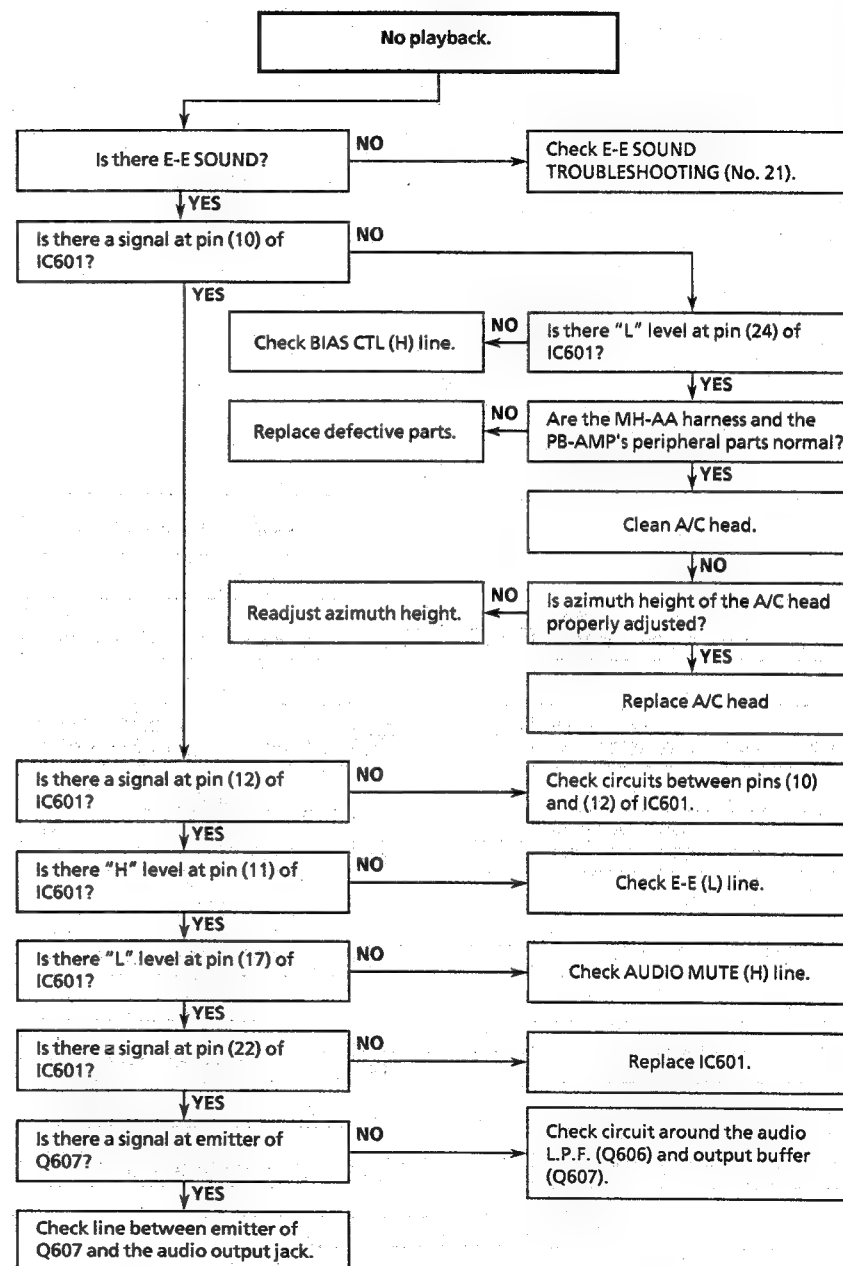 No playback.
Is there E-E SOUND?
NO
Check E-E SOUND
TROUBLESHOOTING (No. 21).
YES
Is there a signal at pin (10) of
IC601?
NO
YES
Check BIAS CTL (H) line.
NO
Is there "L" level at pin (24) of
IC601?
YES
Replace defective parts.
NO
Are the MH-AA harness and the
PB-AMP's peripheral parts normal?
YES
Clean A/C head.
NO
Readjust azimuth height.
NO
Is azimuth height of the A/C head
properly adjusted?
YES
Replace A/C head
Is there a signal at pin (12) of
IC601?
NO
Check circuits between pins (10)
and (12) of IC601.
YES
Is there "H" level at pin (11) of
IC601?
NO
Check E-E (L) line.
YES
Is there "L" level at pin (17) of
IC601?
NO
Check AUDIO MUTE (H) line.
YES
Is there a signal at pin (22) of
IC601?
NO
Replace IC601.
YES
Is there a signal at emitter of
Q607?
NO
Check circuit around the audio
L.P.F. (Q606) and output buffer
(Q607).
YES
Check line between emitter of
Q607 and the audio output jack.